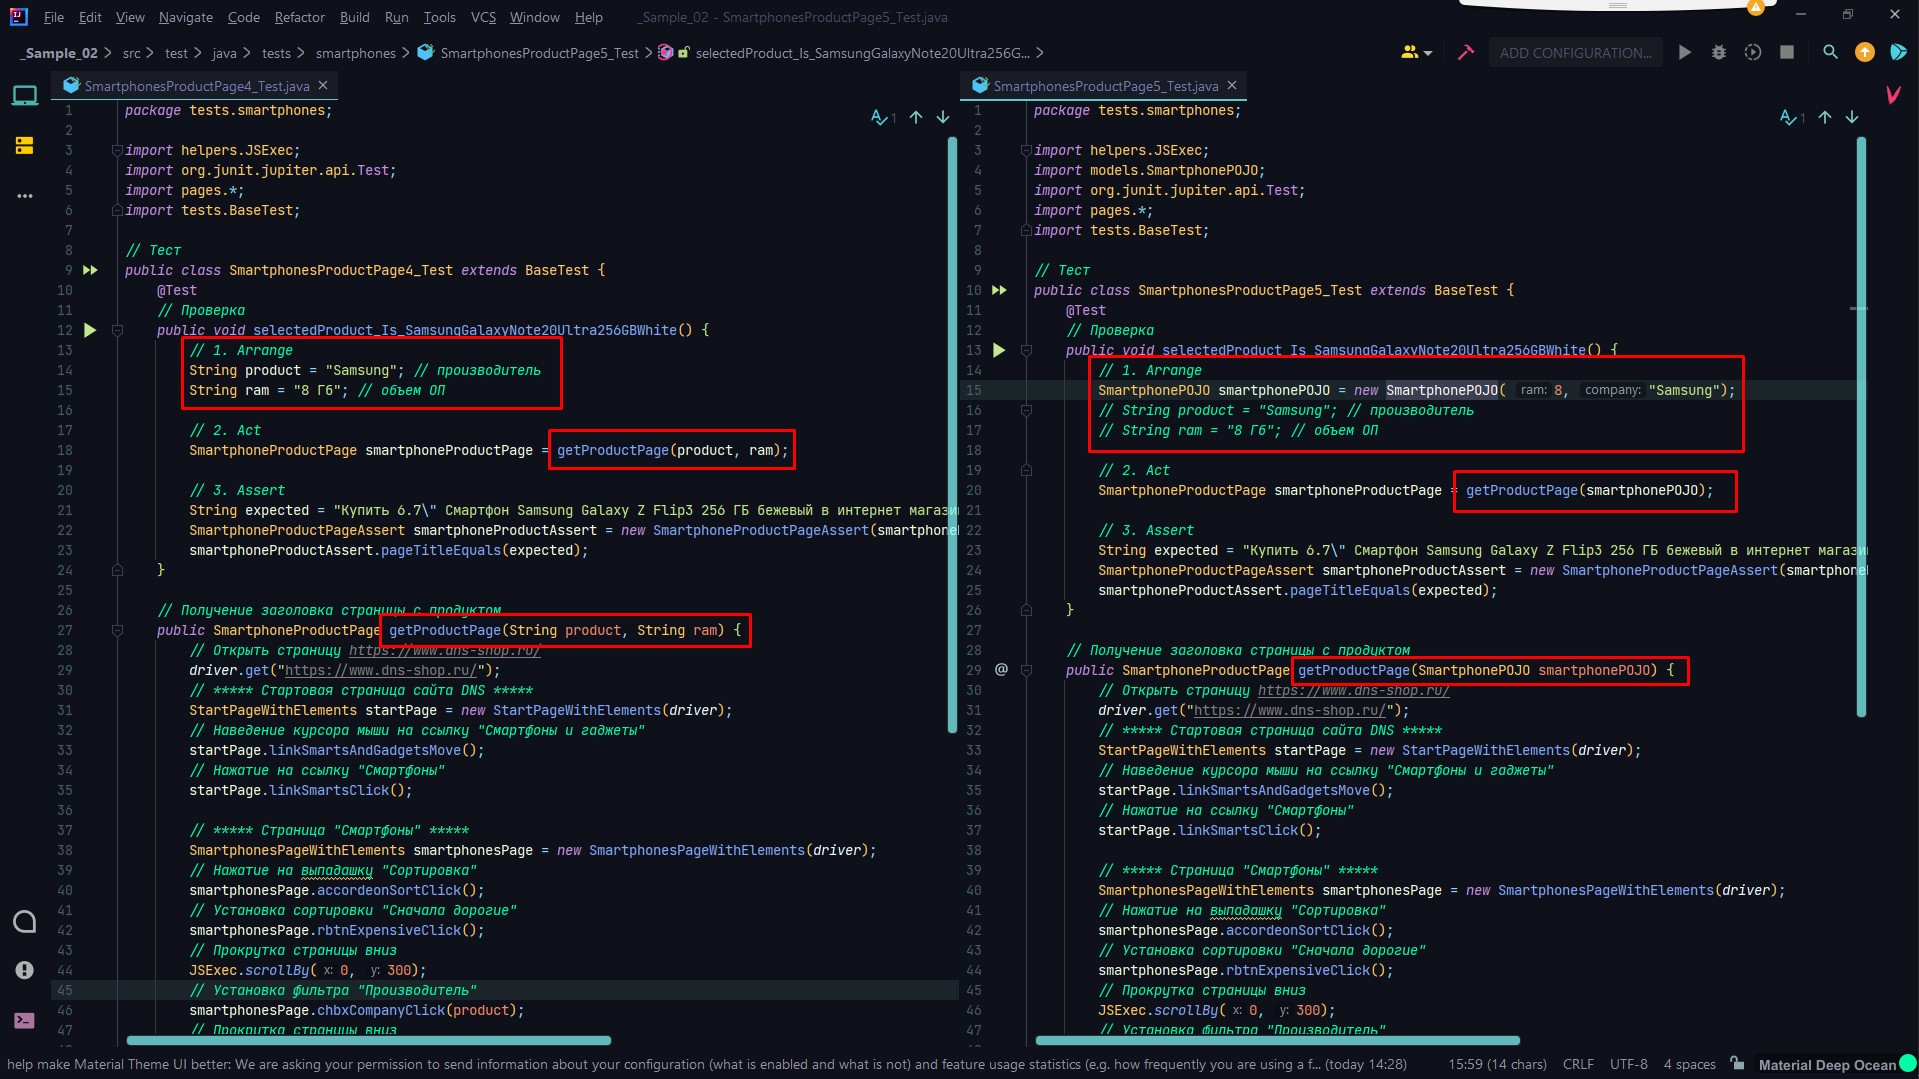 File Edit View Navigate Code Refactor Build Run Tools VCS Window Help _Sample_02 - SmartphonesProductPage5_Test.java
_Sample_02 > src > test > java > tests > smartphones > SmartphonesProductPage5_Test > selectedProduct_Is_SamsungGalaxyNote20Ultra256G... >
ADD CONFIGURATION...
SmartphonesProductPage4_Test.java
1 package tests.smartphones;
2
3 import helpers.JSExec;
4 import org.junit.jupiter.api.Test;
5 import pages.*;
6 import tests.BaseTest;
7
8 // Тест
9 public class SmartphonesProductPage4_Test extends BaseTest {
10 @Test
11 // Проверка
12 public void selectedProduct_Is_SamsungGalaxyNote20Ultra256GBWhite() {
13 // 1. Arrange
14 String product = "Samsung"; // производитель
15 String ram = "8 Гб"; // объем ОП
16
17 // 2. Act
18 SmartphoneProductPage smartphoneProductPage = getProductPage(product, ram);
19
20 // 3. Assert
21 String expected = "Купить 6.7\" Смартфон Samsung Galaxy Z Flip3 256 ГБ бежевый в интернет магази
22 SmartphoneProductPageAssert smartphoneProductAssert = new SmartphoneProductPageAssert(smartphone
23 smartphoneProductAssert.pageTitleEquals(expected);
24 }
25
26 // Получение заголовка страницы с продуктом
27 public SmartphoneProductPage getProductPage(String product, String ram) {
28 // Открыть страницу https://www.dns-shop.ru/
29 driver.get("https://www.dns-shop.ru/");
30 // ***** Стартовая страница сайта DNS *****
31 StartPageWithElements startPage = new StartPageWithElements(driver);
32 // Наведение курсора мыши на ссылку "Смартфоны и гаджеты"
33 startPage.linkSmartsAndGadgetsMove();
34 // Нажатие на ссылку "Смартфоны"
35 startPage.linkSmartsClick();
36
37 // ***** Страница "Смартфоны" *****
38 SmartphonesPageWithElements smartphonesPage = new SmartphonesPageWithElements(driver);
39 // Нажатие на выпадашку "Сортировка"
40 smartphonesPage.accordeonSortClick();
41 // Установка сортировки "Сначала дорогие"
42 smartphonesPage.rbtnExpensiveClick();
43 // Прокрутка страницы вниз
44 JSExec.scrollBy( x: 0, y: 300);
45 // Установка фильтра "Производитель"
46 smartphonesPage.chbxCompanyClick(product);
47 // Прокрутка страницы вниз
1
SmartphonesProductPage5_Test.java
1 package tests.smartphones;
2
3 import helpers.JSExec;
4 import models.SmartphonePOJO;
5 import org.junit.jupiter.api.Test;
6 import pages.*;
7 import tests.BaseTest;
8
9 // Тест
10 public class SmartphonesProductPage5_Test extends BaseTest {
11 @Test
12 // Проверка
13 public void selectedProduct_Is_SamsungGalaxyNote20Ultra256GBWhite() {
14 // 1. Arrange
15 SmartphonePOJO smartphonePOJO = new SmartphonePOJO( ram: 8, company: "Samsung");
16 // String product = "Samsung"; // производитель
17 // String ram = "8 Гб"; // объем ОП
18
19 // 2. Act
20 SmartphoneProductPage smartphoneProductPage = getProductPage(smartphonePOJO);
21
22 // 3. Assert
23 String expected = "Купить 6.7\" Смартфон Samsung Galaxy Z Flip3 256 ГБ бежевый в интернет магази
24 SmartphoneProductPageAssert smartphoneProductAssert = new SmartphoneProductPageAssert(smartphone
25 smartphoneProductAssert.pageTitleEquals(expected);
26 }
27
28 // Получение заголовка страницы с продуктом
29 public SmartphoneProductPage getProductPage(SmartphonePOJO smartphonePOJO) {
30 // Открыть страницу https://www.dns-shop.ru/
31 driver.get("https://www.dns-shop.ru/");
32 // ***** Стартовая страница сайта DNS *****
33 StartPageWithElements startPage = new StartPageWithElements(driver);
34 // Наведение курсора мыши на ссылку "Смартфоны и гаджеты"
35 startPage.linkSmartsAndGadgetsMove();
36 // Нажатие на ссылку "Смартфоны"
37 startPage.linkSmartsClick();
38
39 // ***** Страница "Смартфоны" *****
40 SmartphonesPageWithElements smartphonesPage = new SmartphonesPageWithElements(driver);
41 // Нажатие на выпадашку "Сортировка"
42 smartphonesPage.accordeonSortClick();
43 // Установка сортировки "Сначала дорогие"
44 smartphonesPage.rbtnExpensiveClick();
45 // Прокрутка страницы вниз
46 JSExec.scrollBy( x: 0, y: 300);
47 // Установка фильтра "Производитель"
1
help make Material Theme UI better: We are asking your permission to send information about your configuration (what is enabled and what is not) and feature usage statistics (e.g. how frequently you are using a f... (today 14:28) 15:59 (14 chars) CRLF UTF-8 4 spaces Material Deep Ocean